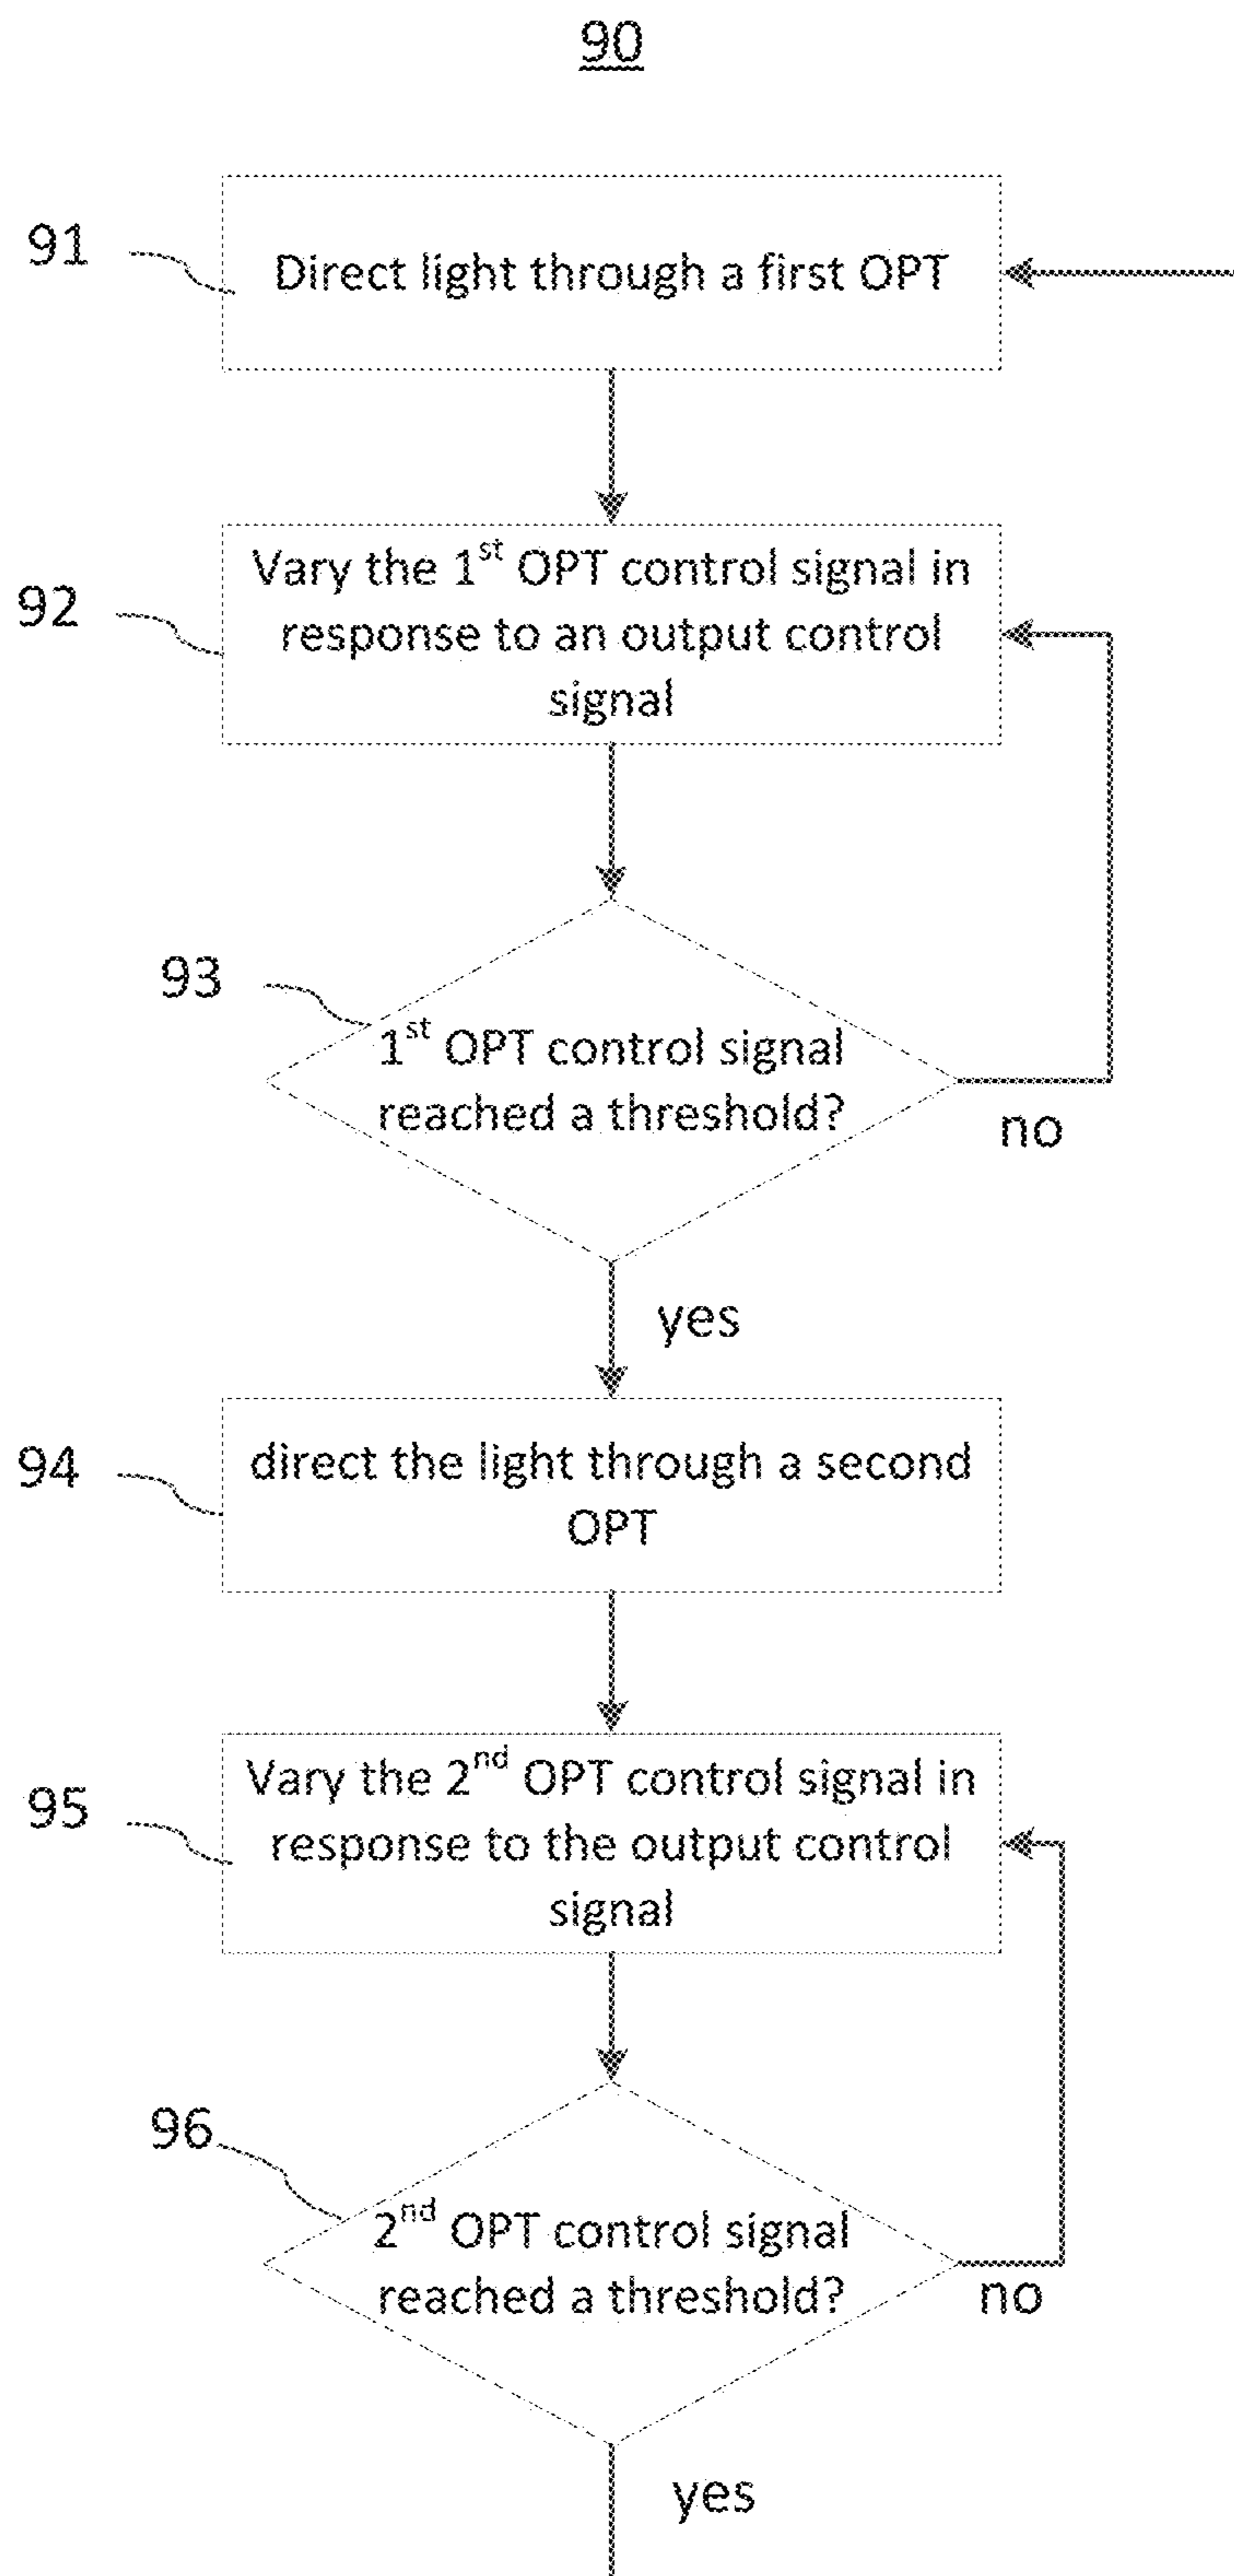 90
91
Direct light through a first OPT
92
Vary the 1st OPT control signal in
response to an output control
signal
93
1st OPT control signal
reached a threshold?
no
yes
94
direct the light through a second
OPT
95
Vary the 2nd OPT control signal in
response to the output control
signal
96
2nd OPT control signal
reached a threshold?
no
yes